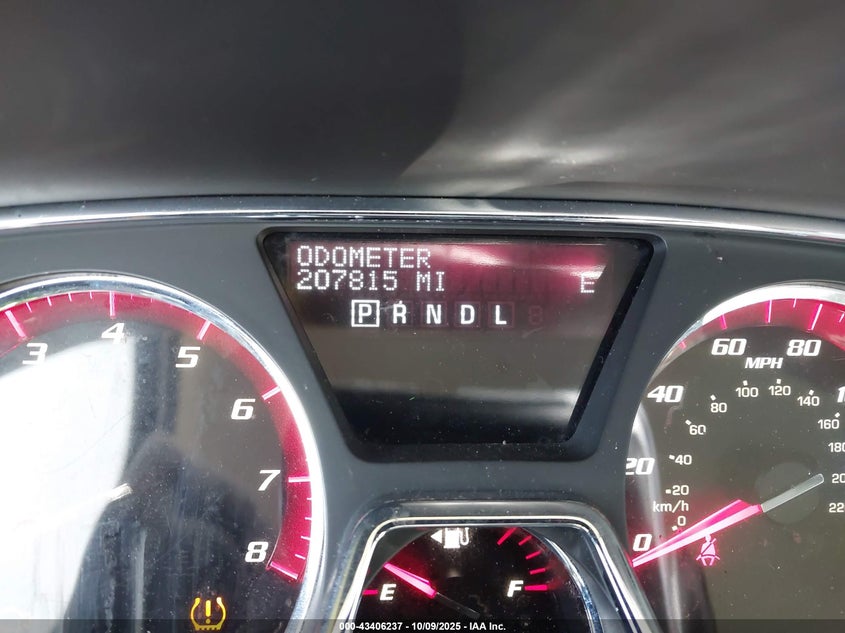 ODOMETER
207815 MI E
P R N D L
3 4 5 6 7 8
60 80
MPH
40 20 0
80 100 120 140 160
60 40 20 0
km/h
E F
000-43406237 - 10/09/2025 - IAA Inc.